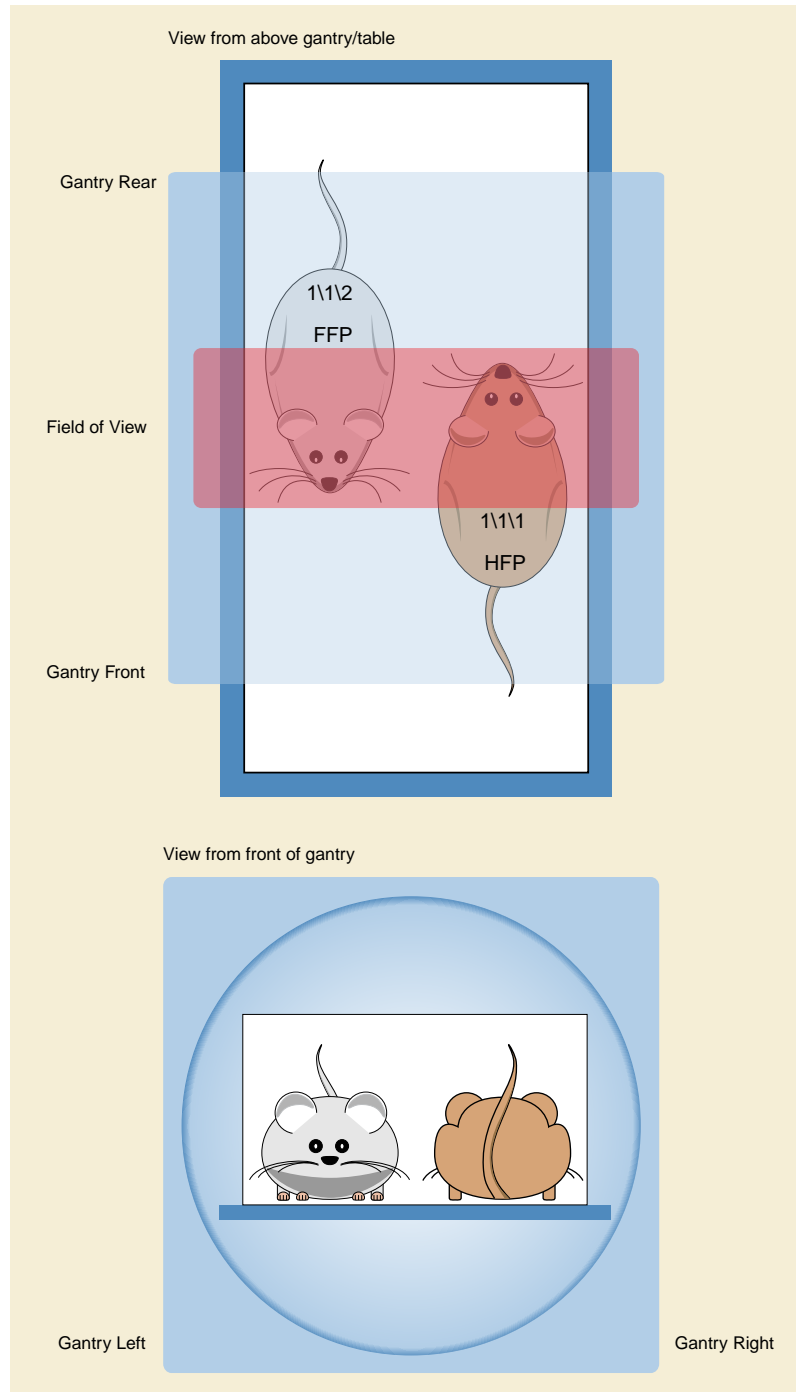 View from above gantry/table
Gantry Rear
1\1\2
FFP
Field of View
1\1\1
HFP
Gantry Front
View from front of gantry
Gantry Left
Gantry Right